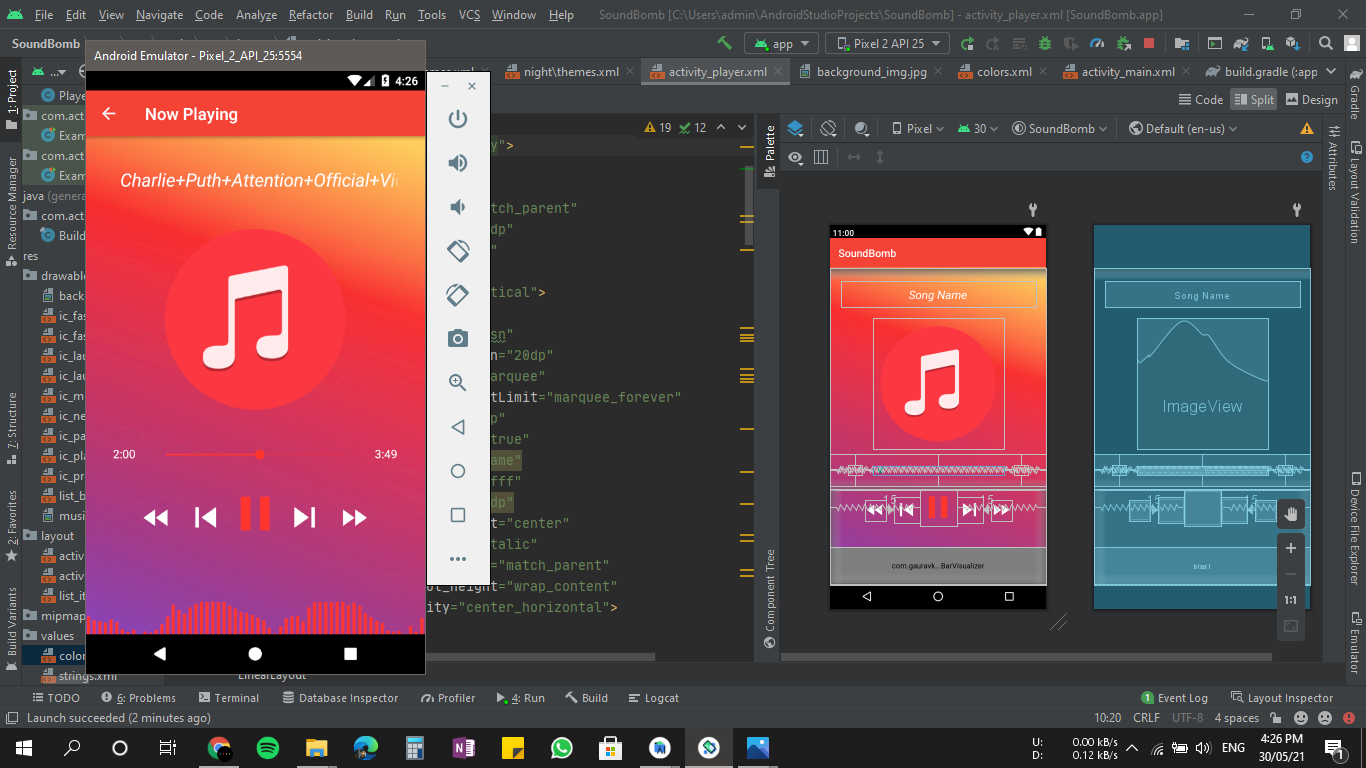 File Edit View Navigate Code Analyze Refactor Build Run Tools VCS Window Help SoundBomb [C:\Users\admin\AndroidStudioProjects\SoundBomb] - activity_player.xml [SoundBomb.app]
SoundBomb
app
Pixel 2 API 25
Android Emulator - Pixel_2_API_25:5554
night\themes.xml
activity_player.xml
background_img.jpg
colors.xml
activity_main.xml
build.gradle (:app
Code
Split
Design
1: Project
Resource Manager
7: Structure
2: Favorites
Build Variants
Playe
com.act
Exam
com.act
Exam
java (genera
com.act
Build
res
drawable
back
ic_fas
ic_fas
ic_lau
ic_lau
ic_m
ic_ne
ic_pa
ic_pla
ic_pr
list_b
musi
layout
activ
activ
list_it
mipmap
values
color
strings.xml
4:26
Now Playing
Charlie+Puth+Attention+Official+Vi
2:00
3:49
19
12
y">
tch_parent"
dp"
"
tical">
sn"
n="20dp"
arquee"
tLimit="marquee_forever"
p"
true"
ame"
fff"
dp"
t="center"
talic"
="match_parent"
ut_height="wrap_content"
ity="center_horizontal">
LinearLayout
Palette
Component Tree
Pixel
30
SoundBomb
Default (en-us)
11:00
SoundBomb
Song Name
com.gauravk...BarVisualizer
Song Name
ImageView
blast
1:1
Gradle
Attributes
Layout Validation
Device File Explorer
Emulator
TODO
6: Problems
Terminal
Database Inspector
Profiler
4: Run
Build
Logcat
1 Event Log
Layout Inspector
Launch succeeded (2 minutes ago)
10:20 CRLF UTF-8 4 spaces
U: 0.00 kB/s
D: 0.12 kB/s
ENG
4:26 PM
30/05/21
1